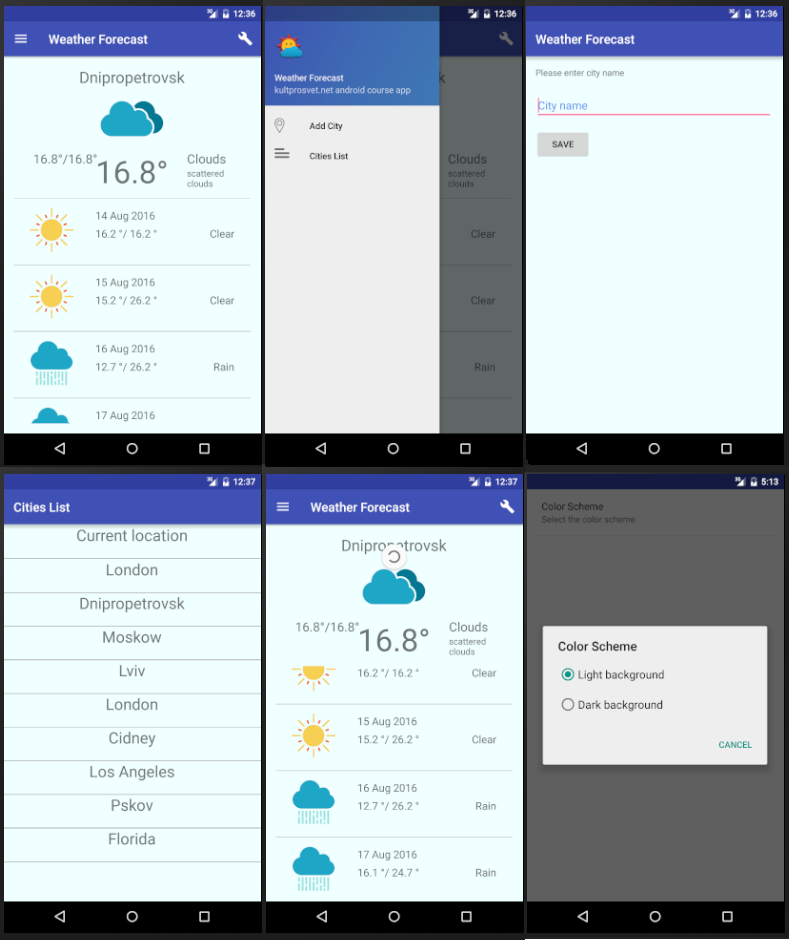 3G 12:36
Weather Forecast
Dnipropetrovsk
16.8°/16.8° 16.8° Clouds
scattered
clouds
14 Aug 2016
16.2 °/ 16.2 ° Clear
15 Aug 2016
15.2 °/ 26.2 ° Clear
16 Aug 2016
12.7 °/ 26.2 ° Rain
17 Aug 2016
3G 12:36
Weather Forecast
kultprosvet.net android course app
Add City
Cities List
k
Clouds
scattered
clouds
Clear
Clear
Rain
3G 12:36
Weather Forecast
Please enter city name
City name
SAVE
3G 12:37
Cities List
Current location
London
Dnipropetrovsk
Moskow
Lviv
London
Cidney
Los Angeles
Pskov
Florida
3G 12:37
Weather Forecast
Dnipropetrovsk
16.8°/16.8° 16.8° Clouds
scattered
clouds
16.2 °/ 16.2 ° Clear
15 Aug 2016
15.2 °/ 26.2 ° Clear
16 Aug 2016
12.7 °/ 26.2 ° Rain
17 Aug 2016
16.1 °/ 24.7 ° Rain
3G 5:13
Color Scheme
Select the color scheme
Color Scheme
Light background
Dark background
CANCEL